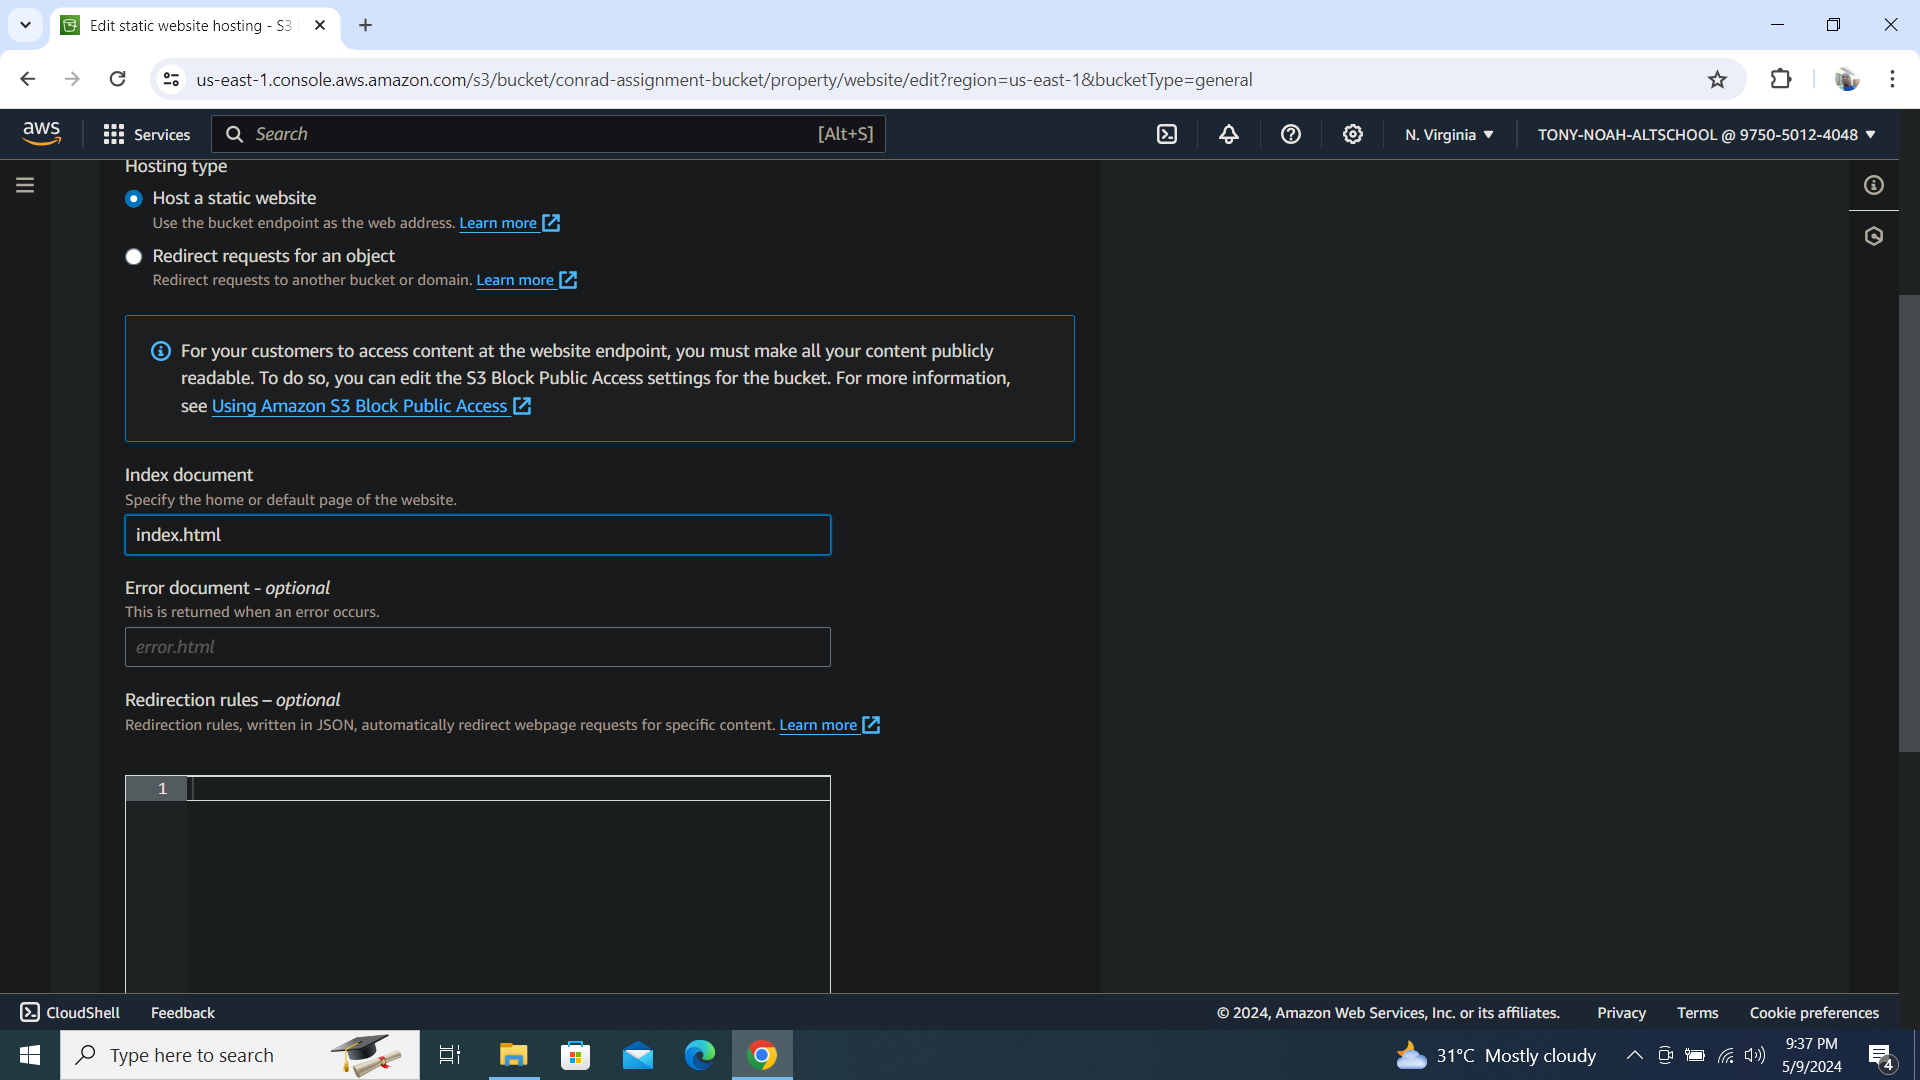 Edit static website hosting - S3
us-east-1.console.aws.amazon.com/s3/bucket/conrad-assignment-bucket/property/website/edit?region=us-east-1&bucketType=general
aws
Services
Search
[Alt+S]
N. Virginia
TONY-NOAH-ALTSCHOOL @ 9750-5012-4048
Hosting type
Host a static website
Use the bucket endpoint as the web address. Learn more
Redirect requests for an object
Redirect requests to another bucket or domain. Learn more
For your customers to access content at the website endpoint, you must make all your content publicly
readable. To do so, you can edit the S3 Block Public Access settings for the bucket. For more information,
see Using Amazon S3 Block Public Access
Index document
Specify the home or default page of the website.
index.html
Error document - optional
This is returned when an error occurs.
error.html
Redirection rules – optional
Redirection rules, written in JSON, automatically redirect webpage requests for specific content. Learn more
1
CloudShell
Feedback
© 2024, Amazon Web Services, Inc. or its affiliates.
Privacy
Terms
Cookie preferences
Type here to search
31°C Mostly cloudy
9:37 PM
5/9/2024
4